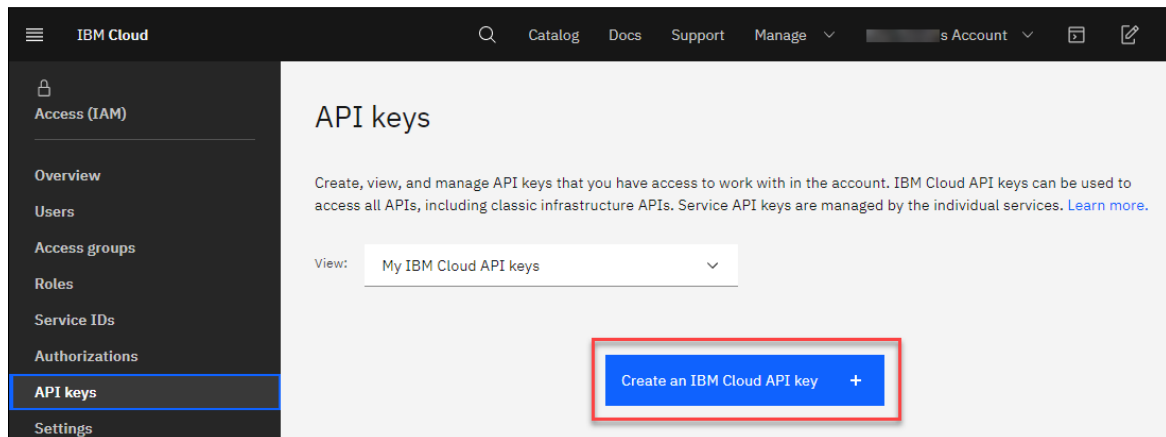 IBM Cloud Catalog Docs Support Manage s Account
Access (IAM)
Overview
Users
Access groups
Roles
Service IDs
Authorizations
API keys
Settings
API keys
Create, view, and manage API keys that you have access to work with in the account. IBM Cloud API keys can be used to
access all APIs, including classic infrastructure APIs. Service API keys are managed by the individual services. Learn more.
View: My IBM Cloud API keys
Create an IBM Cloud API key +